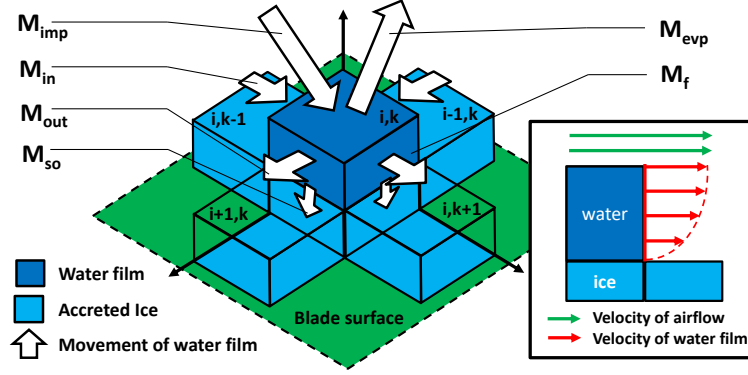 M_imp
M_evp
M_in
M_f
M_out
M_so
i,k-1
i,k
i-1,k
i+1,k
i,k+1
Water film
Accreted Ice
Movement of water film
Blade surface
water
ice
Velocity of airflow
Velocity of water film